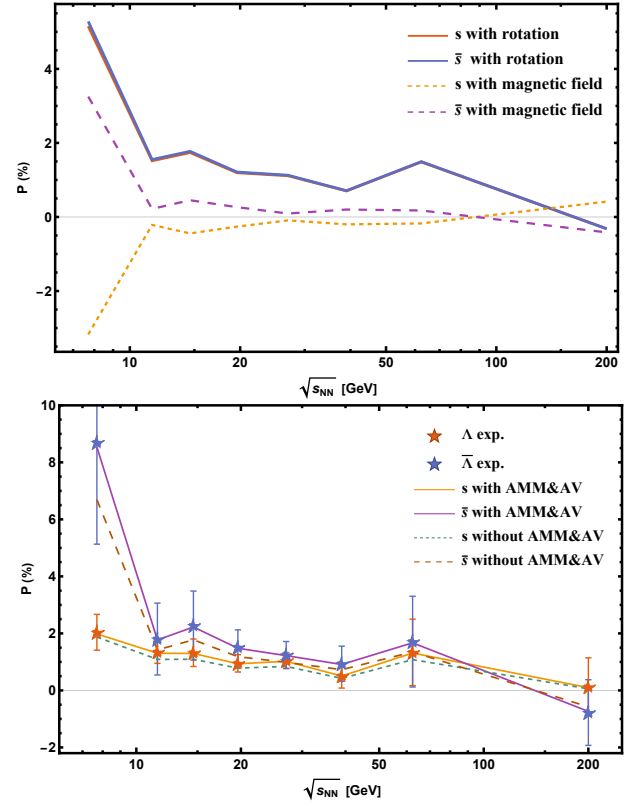 s with rotation
s̄ with rotation
s with magnetic field
s̄ with magnetic field
P (%)
4
2
0
−2
10
20
50
100
200
√sNN [GeV]
10
8
6
4
2
0
−2
Λ exp.
Λ̄ exp.
s with AMM&AV
s̄ with AMM&AV
s without AMM&AV
s̄ without AMM&AV
P (%)
10
20
50
100
200
√sNN [GeV]